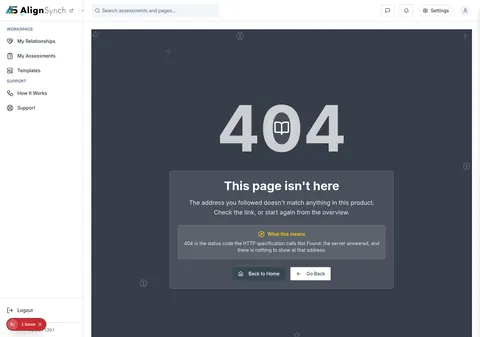 AlignSynch
Search assessments and pages...
Settings
A
WORKSPACE
My Relationships
My Assessments
Templates
SUPPORT
How It Works
Support
404
This page isn't here
The address you followed doesn't match anything in this product.
Check the link, or start again from the overview.
What this means
404 is the status code the HTTP specification calls Not Found: the server answered, and
there is nothing to show at that address.
Back to Home
Go Back
Logout
1 Issue